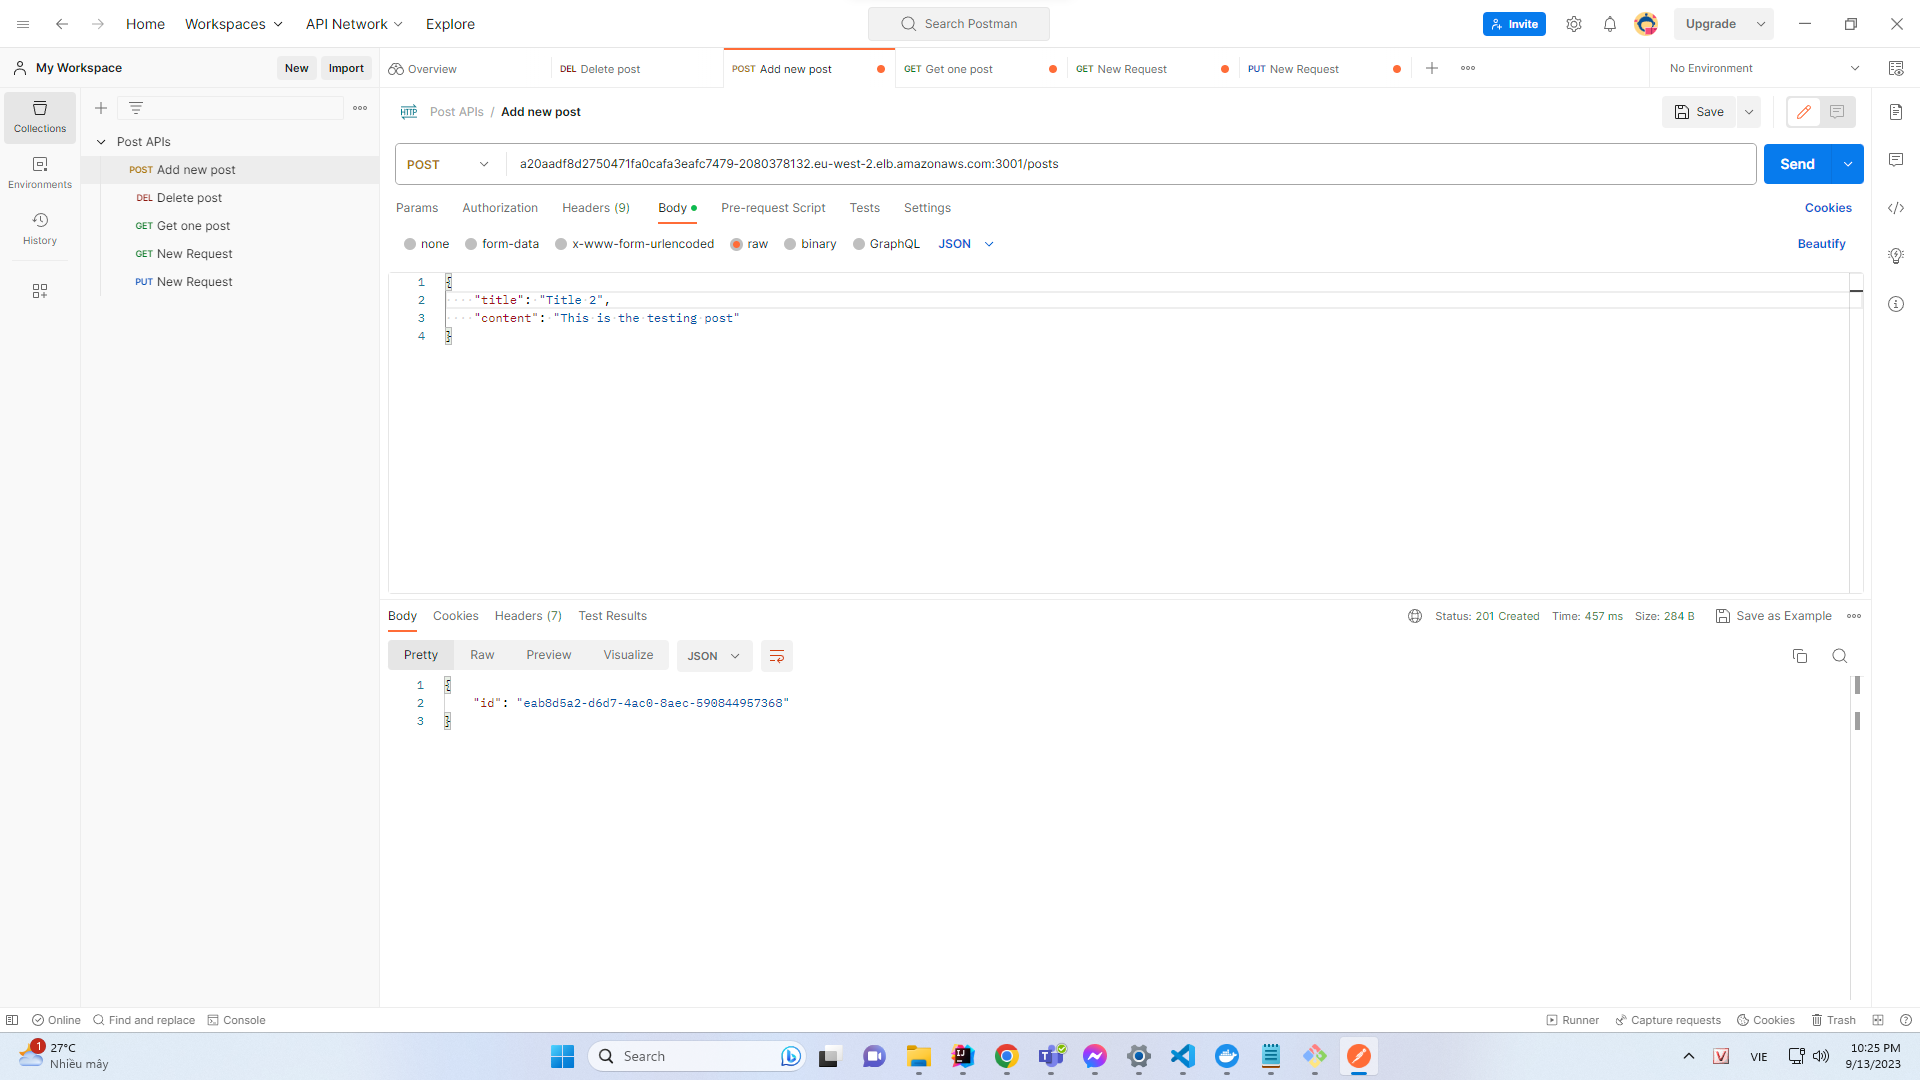 Home
Workspaces
API Network
Explore
Search Postman
Invite
Upgrade
My Workspace
New
Import
Overview
DEL Delete post
POST Add new post
GET Get one post
GET New Request
PUT New Request
No Environment
Collections
Environments
History
Post APIs
POST Add new post
DEL Delete post
GET Get one post
GET New Request
PUT New Request
HTTP
Post APIs / Add new post
Save
POST
a20aadf8d2750471fa0cafa3eafc7479-2080378132.eu-west-2.elb.amazonaws.com:3001/posts
Send
Params
Authorization
Headers (9)
Body
Pre-request Script
Tests
Settings
Cookies
none
form-data
x-www-form-urlencoded
raw
binary
GraphQL
JSON
Beautify
1 {
2 "title": "Title 2",
3 "content": "This is the testing post"
4 }
Body
Cookies
Headers (7)
Test Results
Status: 201 Created
Time: 457 ms
Size: 284 B
Save as Example
Pretty
Raw
Preview
Visualize
JSON
1 {
2 "id": "eab8d5a2-d6d7-4ac0-8aec-590844957368"
3 }
Online
Find and replace
Console
Runner
Capture requests
Cookies
Trash
1
27°C
Nhiều mây
Search
VIE
10:25 PM
9/13/2023